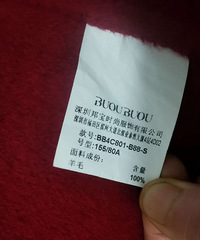 BUOUBUOU
深圳邦宝时尚服饰有限公司
款号: BB4C801-B88-S
号型: 155/80A
面料成份: 含量
羊毛 100%